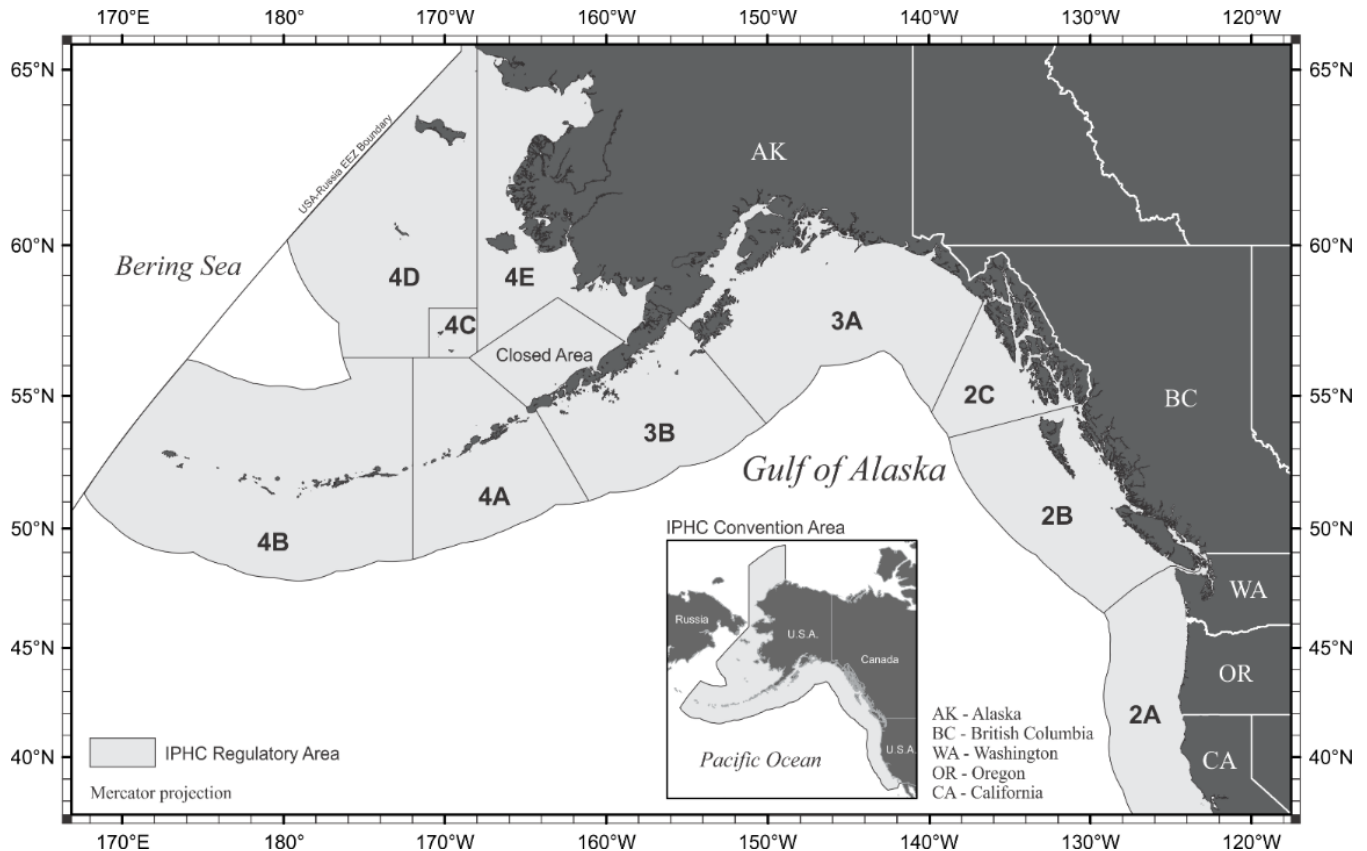 170°E 180° 170°W 160°W 150°W 140°W 130°W 120°W
65°N 65°N
USA-Russia EEZ Boundary
AK
60°N 60°N
Bering Sea
4D 4E
4C 3A
Closed Area
55°N 2C BC 55°N
3B
Gulf of Alaska
4A
50°N 4B 2B 50°N
IPHC Convention Area
WA
Russia U.S.A.
Canada
45°N 45°N
OR
2A
AK - Alaska
BC - British Columbia
WA - Washington
OR - Oregon
CA - California
U.S.A.
IPHC Regulatory Area
Pacific Ocean
40°N CA 40°N
Mercator projection
170°E 180° 170°W 160°W 150°W 140°W 130°W 120°W